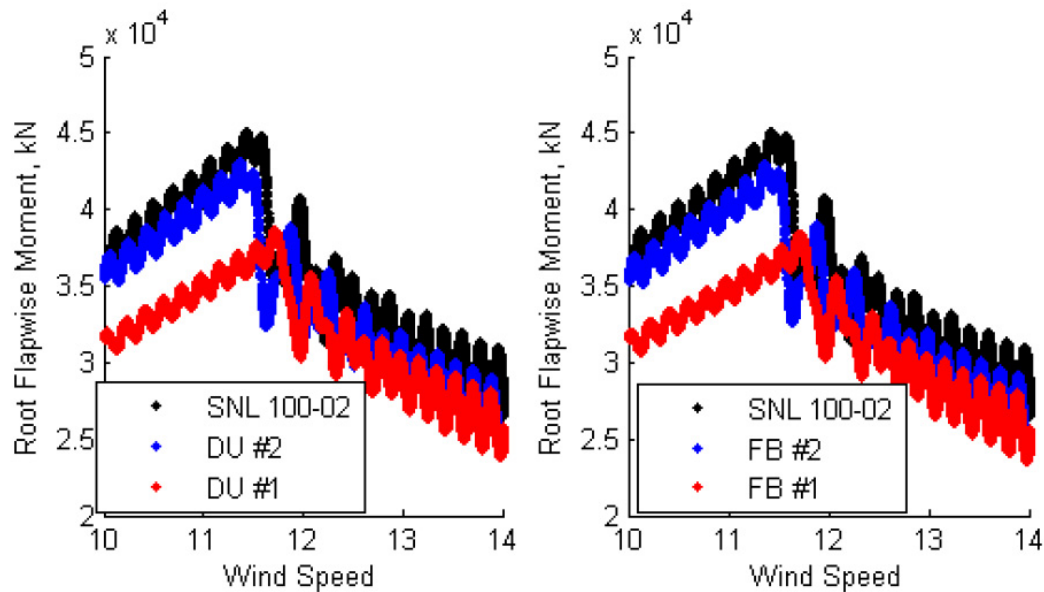 x 10^4
5
4.5
4
3.5
3
2.5
2
Root Flapwise Moment, kN
SNL 100-02
DU #2
DU #1
10 11 12 13 14
Wind Speed
x 10^4
5
4.5
4
3.5
3
2.5
2
Root Flapwise Moment, kN
SNL 100-02
FB #2
FB #1
10 11 12 13 14
Wind Speed